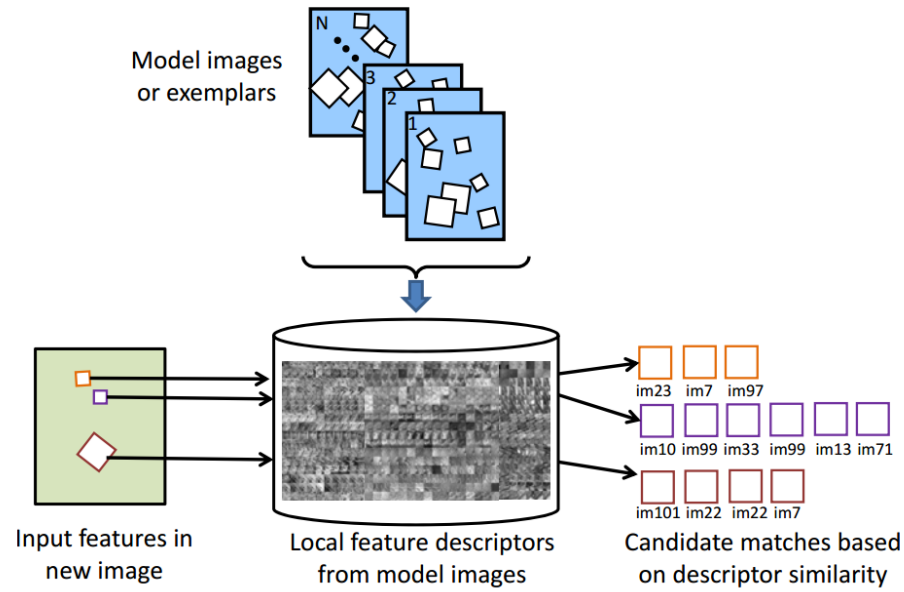 Model images
or exemplars
N
3
2
1
im23 im7 im97
im10 im99 im33 im99 im13 im71
im101 im22 im22 im7
Input features in
new image
Local feature descriptors
from model images
Candidate matches based
on descriptor similarity